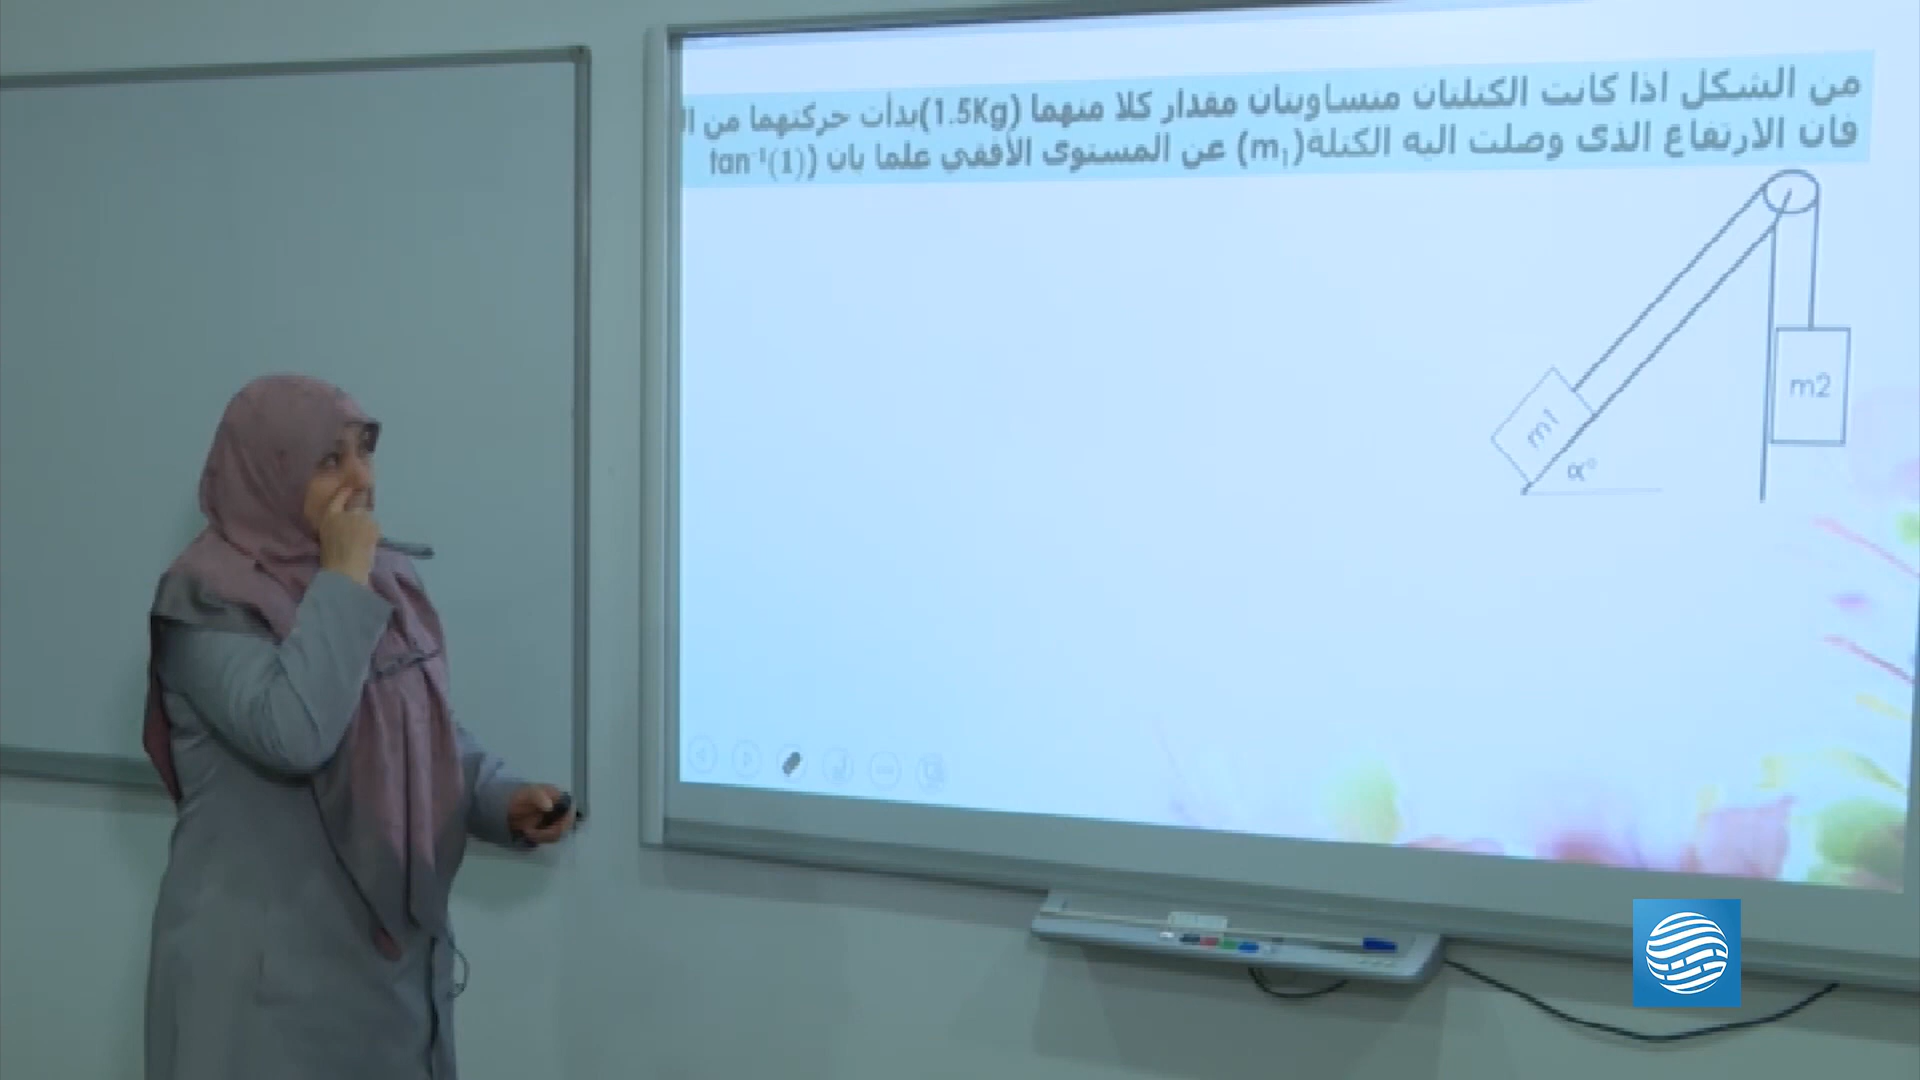 من الشكل اذا كانت الكتلتان متساويتان مقدار كلا منهما (1.5Kg) بدأت حركتهما من
فان الارتفاع الذى وصلت اليه الكتلة (m₁) عن المستوى الأفقي علما بان (tan⁻¹(1)
m2
m1
α°